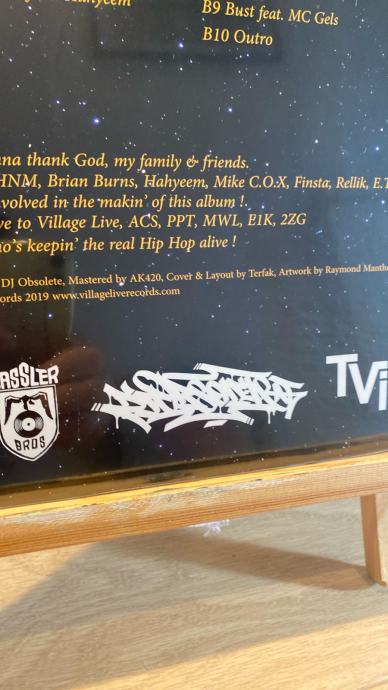 B9 Bust feat. MC Gels
B10 Outro
nna thank God, my family & friends.
HNM, Brian Burns, Hahyeem, Mike C.O.X, Finsta, Rellik, E.T
volved in the makin' of this album !
ve to Village Live, ACS, PPT, MWL, E1K, 2ZG
o's keepin' the real Hip Hop alive !
DJ Obsolete, Mastered by AK420, Cover & Layout by Terfak, Artwork by Raymond Manthe
ords 2019 www.villageliverecords.com
ASSLER
BROS
TVi